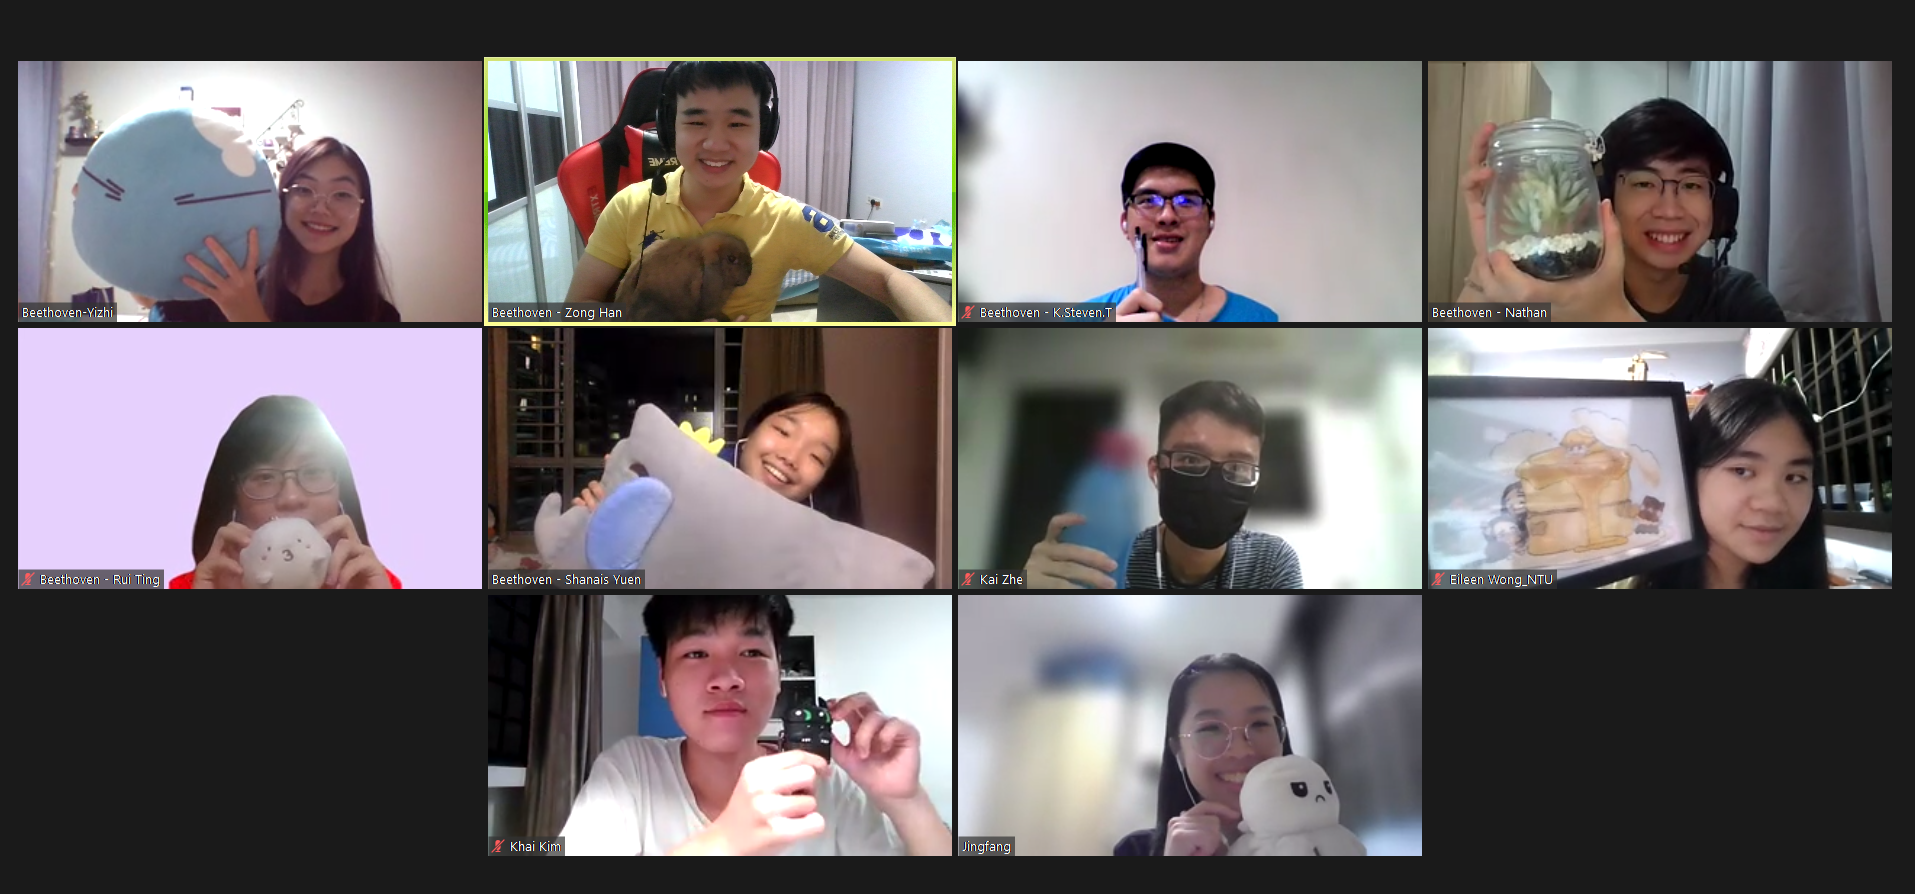 Beethoven-Yizhi
Beethoven - Zong Han
Beethoven - K.Steven.T
Beethoven - Nathan
Beethoven - Rui Ting
Beethoven - Shanais Yuen
Kai Zhe
Eileen Wong_NTU
Khai Kim
Jingfang